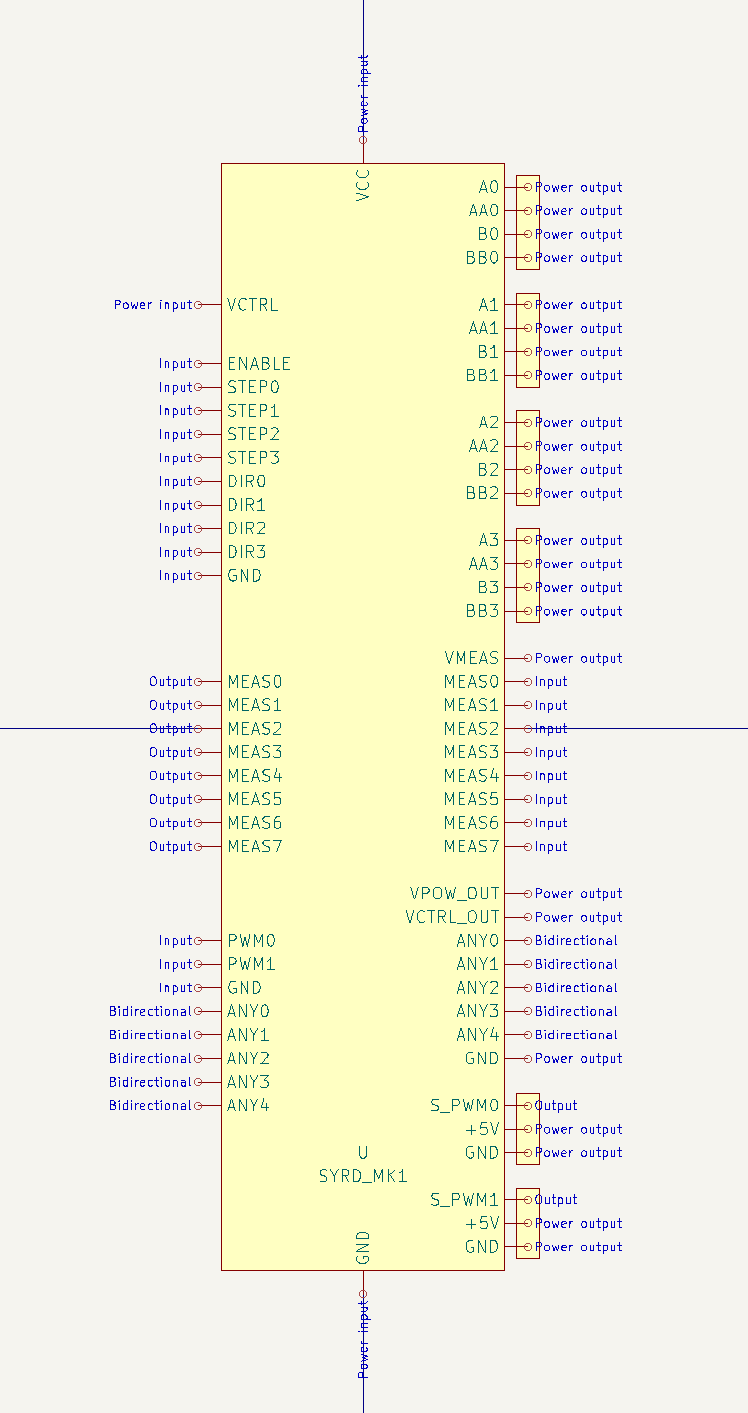 Power input
VCC
A0 Power output
AA0 Power output
B0 Power output
BB0 Power output
Power input VCTRL A1 Power output
AA1 Power output
B1 Power output
Input ENABLE
BB1 Power output
Input STEP0
Input STEP1
A2 Power output
Input STEP2
AA2 Power output
Input STEP3
B2 Power output
Input DIR0
BB2 Power output
Input DIR1
Input DIR2
A3 Power output
Input DIR3
AA3 Power output
Input GND
B3 Power output
BB3 Power output
VMEAS Power output
Output MEAS0 MEAS0 Input
Output MEAS1 MEAS1 Input
Output MEAS2 MEAS2 Input
Output MEAS3 MEAS3 Input
Output MEAS4 MEAS4 Input
Output MEAS5 MEAS5 Input
Output MEAS6 MEAS6 Input
Output MEAS7 MEAS7 Input
VPOW_OUT Power output
VCTRL_OUT Power output
Input PWM0 ANY0 Bidirectional
Input PWM1 ANY1 Bidirectional
Input GND ANY2 Bidirectional
Bidirectional ANY0 ANY3 Bidirectional
Bidirectional ANY1 ANY4 Bidirectional
Bidirectional ANY2 GND Power output
Bidirectional ANY3
Bidirectional ANY4 S_PWM0 Output
+5V Power output
U GND Power output
SYRD_MK1
S_PWM1 Output
+5V Power output
GND Power output
GND
Power input